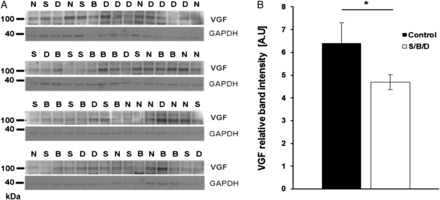 A
N S D D N N S B B D D D D D N
100 VGF
40 GAPDH
S D B S S B D B N D B B N N N
100 VGF
40 GAPDH
S B B S B D D S B N S N N N S
100 VGF
40 GAPDH
N S B B S D D N N B B N B S D
100 VGF
40 GAPDH
kDa
B
VGF relative band intensity [A.U]
8
7
6
5
4
3
2
1
0
*
Control
S/B/D